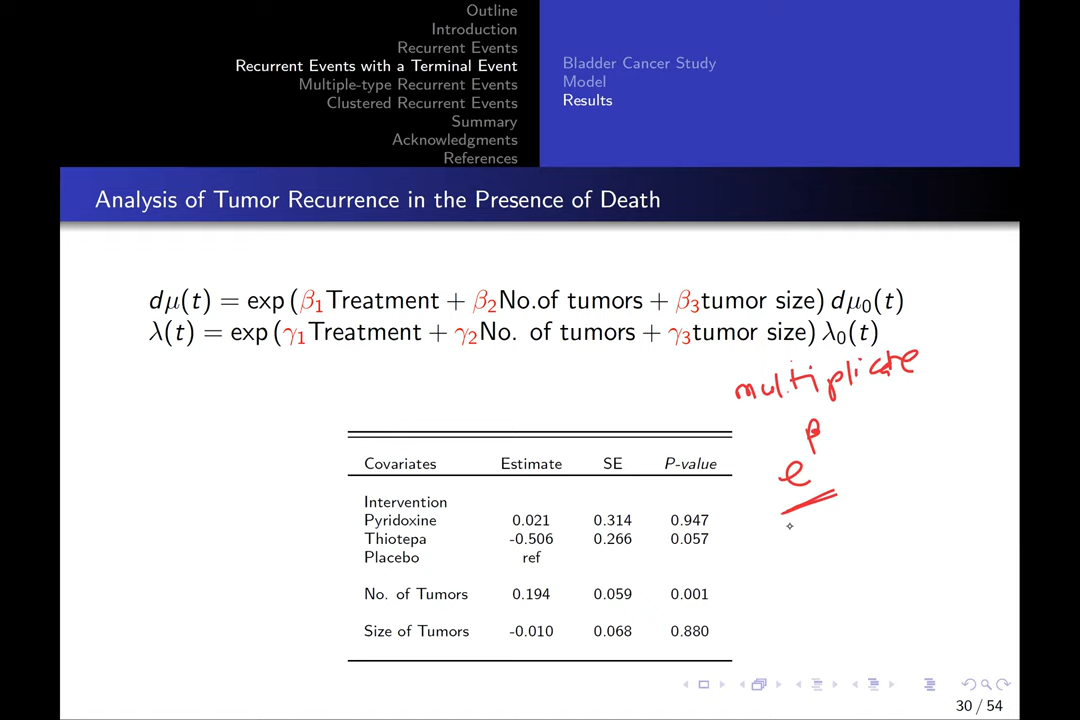 Outline
Introduction
Recurrent Events
Recurrent Events with a Terminal Event
Multiple-type Recurrent Events
Clustered Recurrent Events
Summary
Acknowledgments
References
Bladder Cancer Study
Model
Results
Analysis of Tumor Recurrence in the Presence of Death
dμ(t) = exp (β₁Treatment + β₂No.of tumors + β₃tumor size) dμ₀(t)
λ(t) = exp (γ₁Treatment + γ₂No. of tumors + γ₃tumor size) λ₀(t)
multiplicate
e^β
Covariates Estimate SE P-value
Intervention
Pyridoxine 0.021 0.314 0.947
Thiotepa -0.506 0.266 0.057
Placebo ref
No. of Tumors 0.194 0.059 0.001
Size of Tumors -0.010 0.068 0.880
30 / 54